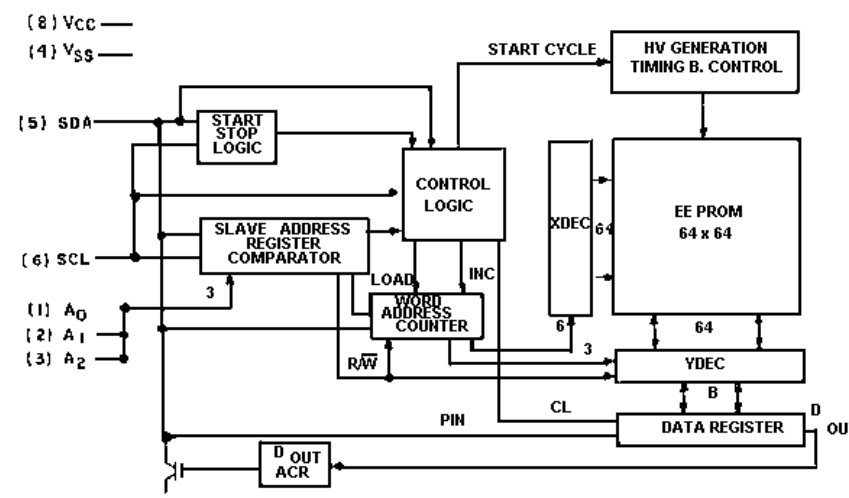 (8) VCC
(4) VSS
START CYCLE
HV GENERATION
TIMING B. CONTROL
(5) SDA
START
STOP
LOGIC
CONTROL
LOGIC
XDEC
64
EE PROM
64 x 64
SLAVE ADDRESS
REGISTER
COMPARATOR
(6) SCL
3
LOAD
INC
(1) A0
(2) A1
(3) A2
WORD
ADDRESS
COUNTER
6
3
64
R/W̅
YDEC
B
PIN
CL
DATA REGISTER
D
OU
D OUT
ACR